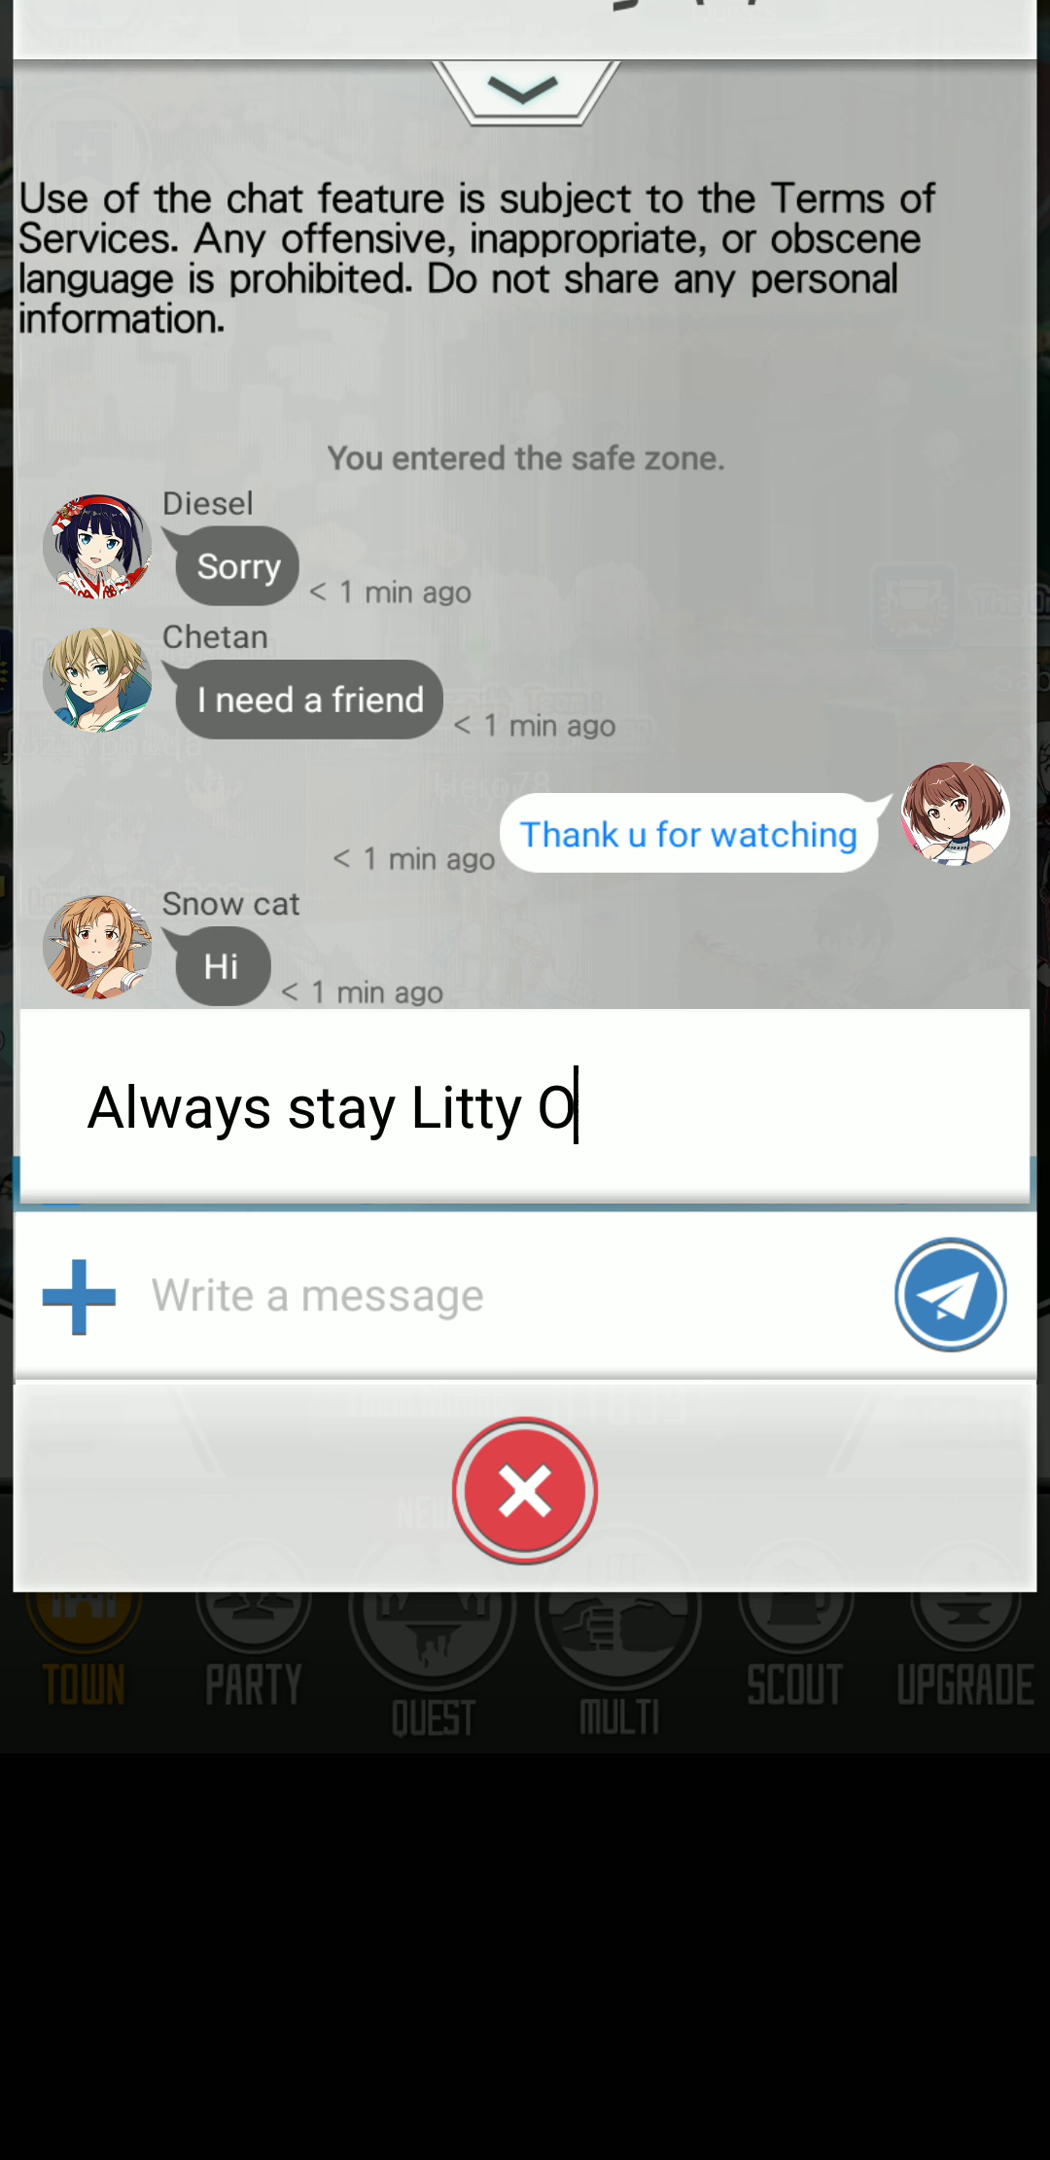 Use of the chat feature is subject to the Terms of
Services. Any offensive, inappropriate, or obscene
language is prohibited. Do not share any personal
information.
You entered the safe zone.
Diesel
Sorry
< 1 min ago
Chetan
I need a friend
< 1 min ago
Hero78
Thank u for watching
< 1 min ago
Snow cat
Hi
< 1 min ago
Always stay Litty O
Write a message
NEW
TOWN
PARTY
QUEST
MULTI
SCOUT
UPGRADE